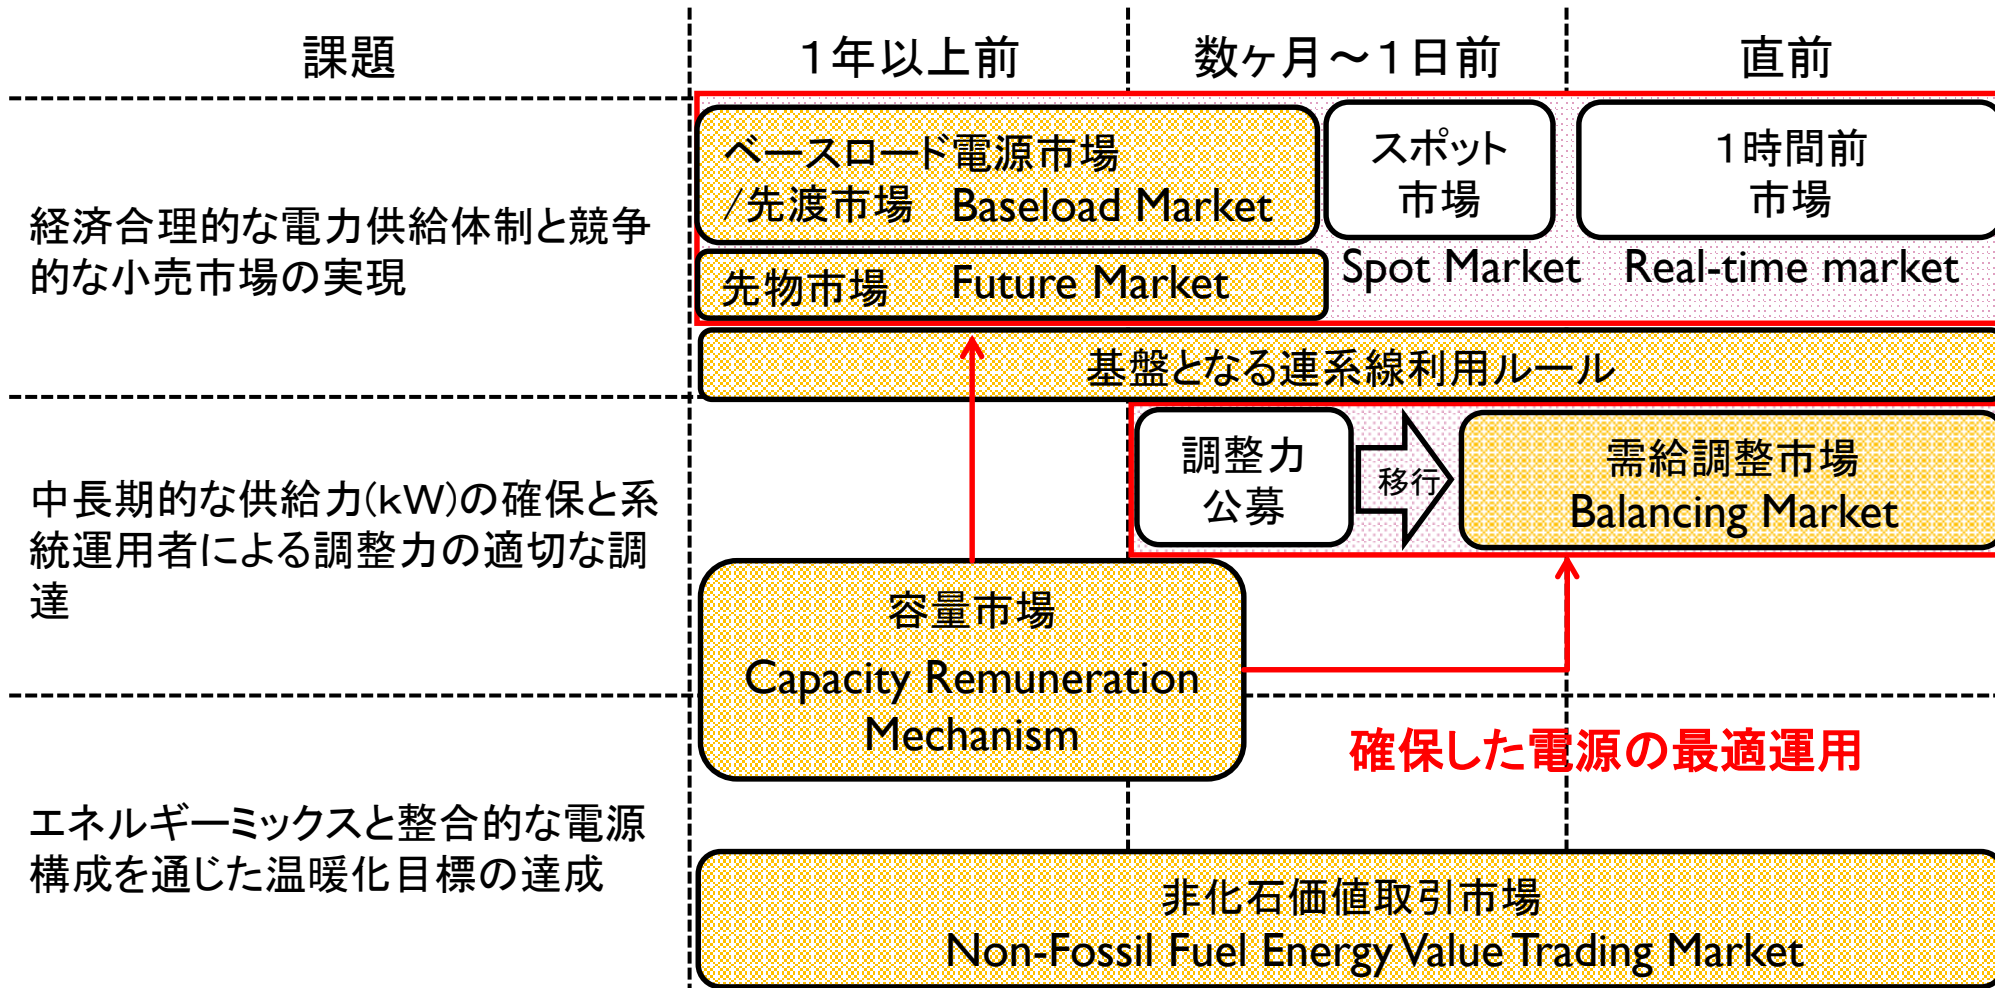 課題
1年以上前
数ヶ月～1日前
直前
経済合理的な電力供給体制と競争
的な小売市場の実現
ベースロード電源市場
/先渡市場 Baseload Market
スポット
市場
Spot Market
1時間前
市場
Real-time market
先物市場 Future Market
基盤となる連系線利用ルール
中長期的な供給力(kW)の確保と系
統運用者による調整力の適切な調
達
調整力
公募
移行
需給調整市場
Balancing Market
容量市場
Capacity Remuneration
Mechanism
確保した電源の最適運用
エネルギーミックスと整合的な電源
構成を通じた温暖化目標の達成
非化石価値取引市場
Non-Fossil Fuel Energy Value Trading Market